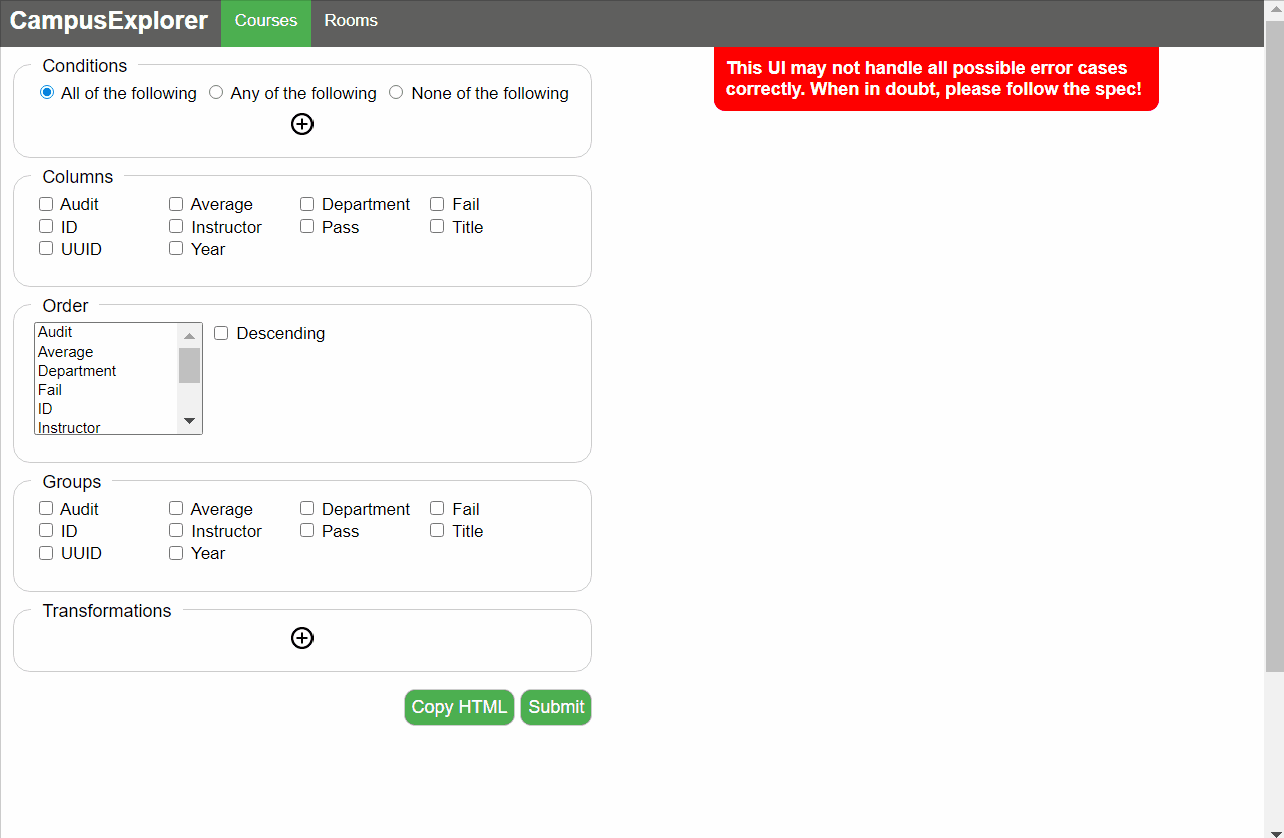 CampusExplorer Courses Rooms
This UI may not handle all possible error cases
correctly. When in doubt, please follow the spec!
Conditions
All of the following Any of the following None of the following
Columns
Audit Average Department Fail
ID Instructor Pass Title
UUID Year
Order
Audit
Average
Department
Fail
ID
Instructor
Descending
Groups
Audit Average Department Fail
ID Instructor Pass Title
UUID Year
Transformations
Copy HTML Submit